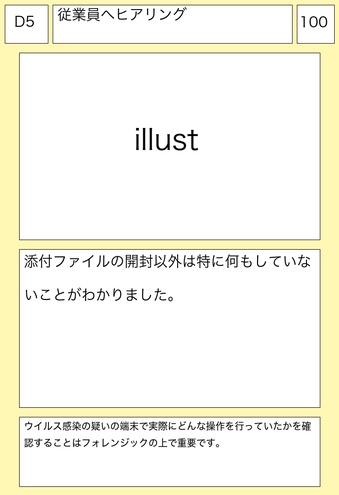 D5
従業員へヒアリング
100
illust
添付ファイルの開封以外は特に何もしていな
いことがわかりました。
ウイルス感染の疑いの端末で実際にどんな操作を行っていたかを確
認することはフォレンジックの上で重要です。